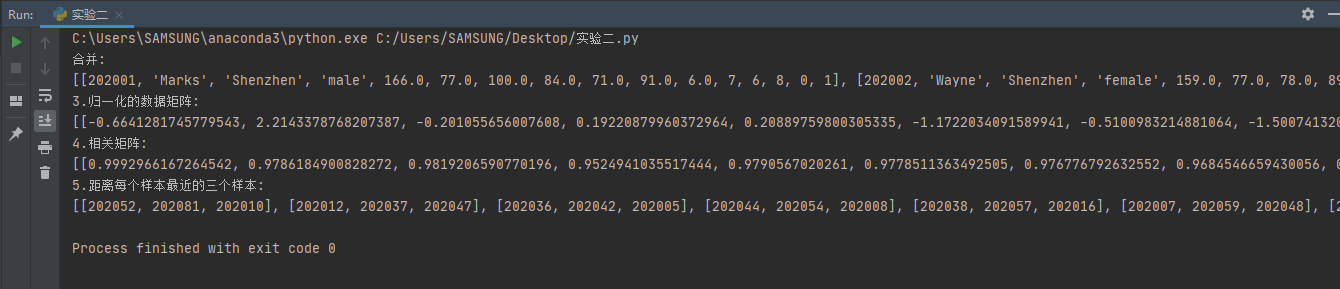 Run: 实验二
C:\Users\SAMSUNG\anaconda3\python.exe C:/Users/SAMSUNG/Desktop/实验二.py
合并:
[[202001, 'Marks', 'Shenzhen', 'male', 166.0, 77.0, 100.0, 84.0, 71.0, 91.0, 6.0, 7, 6, 8, 0, 1], [202002, 'Wayne', 'Shenzhen', 'female', 159.0, 77.0, 78.0, 89
3.归一化的数据矩阵:
[[-0.6641281745779543, 2.2143378768207387, -0.201055656007608, 0.19220879960372964, 0.20889759800305335, -1.1722034091589941, -0.5100983214881064, -1.500741320
4.相关矩阵:
[[0.9992966167264542, 0.9786184900828272, 0.9819206590770196, 0.9524941035517444, 0.9790567020261, 0.9778511363492505, 0.976776792632552, 0.9684546659430056, 0
5.距离每个样本最近的三个样本:
[[202052, 202081, 202010], [202012, 202037, 202047], [202036, 202042, 202005], [202044, 202054, 202008], [202038, 202057, 202016], [202007, 202059, 202048], [2
Process finished with exit code 0